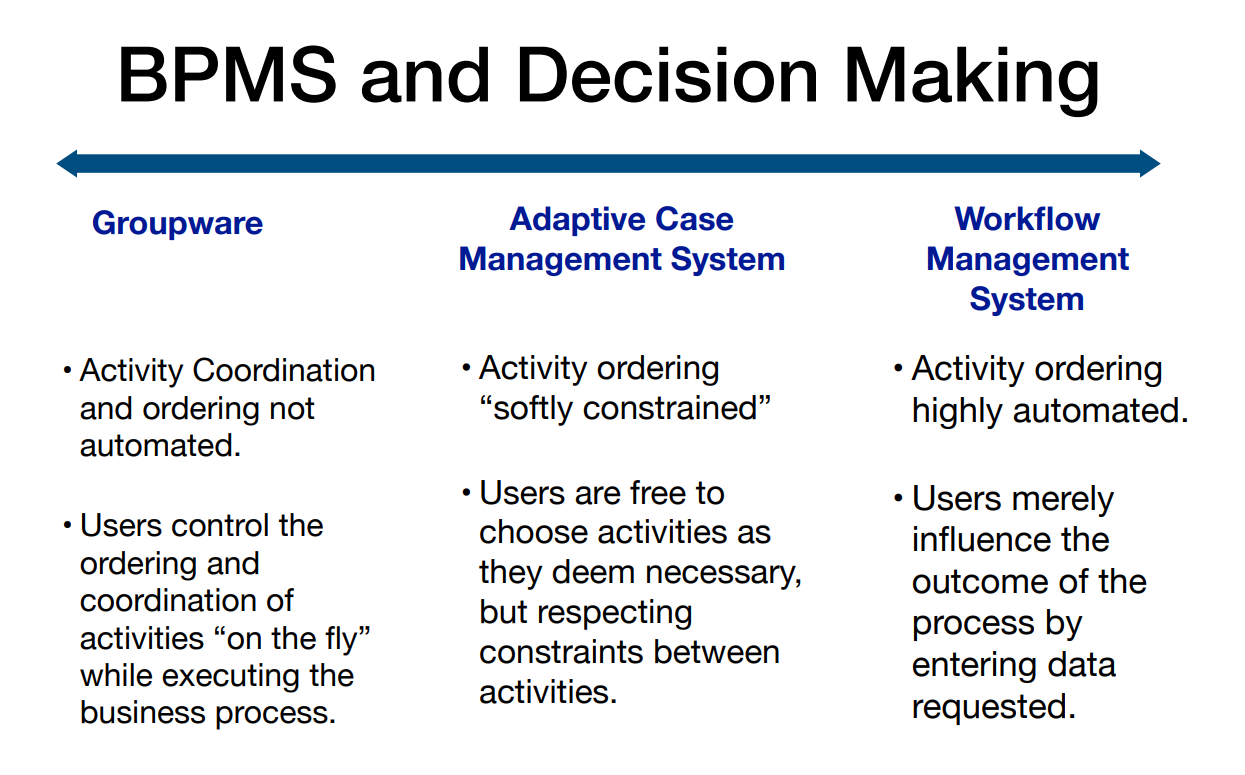 BPMS and Decision Making
Groupware
• Activity Coordination
and ordering not
automated.
• Users control the
ordering and
coordination of
activities “on the fly”
while executing the
business process.
Adaptive Case
Management System
• Activity ordering
“softly constrained”
• Users are free to
choose activities as
they deem necessary,
but respecting
constraints between
activities.
Workflow
Management
System
• Activity ordering
highly automated.
• Users merely
influence the
outcome of the
process by
entering data
requested.